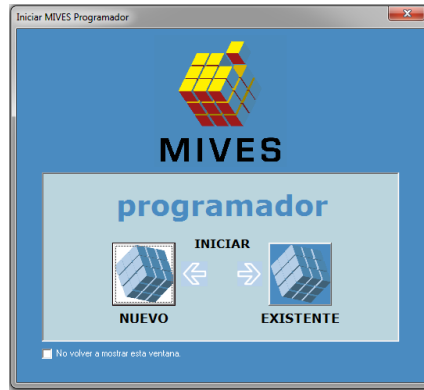 Iniciar MIVES Programador
MIVES
programador
INICIAR
NUEVO
EXISTENTE
No volver a mostrar esta ventana.